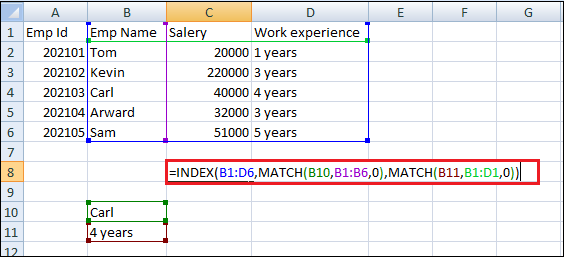 A B C D E F G
1 Emp Id Emp Name Salery Work experience
2 202101 Tom 20000 1 years
3 202102 Kevin 220000 3 years
4 202103 Carl 40000 4 years
5 202104 Arward 32000 3 years
6 202105 Sam 51000 5 years
7
8 =INDEX(B1:D6,MATCH(B10,B1:B6,0),MATCH(B11,B1:D1,0))
9
10 Carl
11 4 years
12